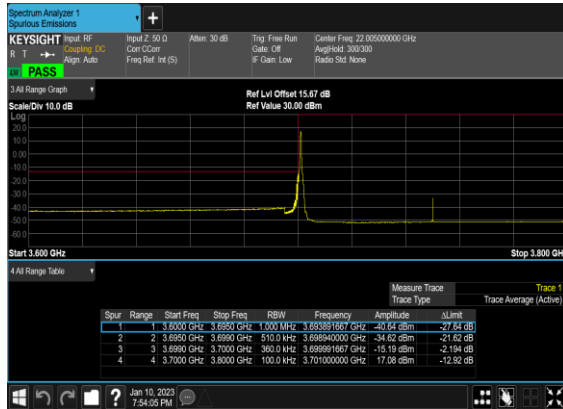 Spectrum Analyzer 1
Spurious Emissions
KEYSIGHT Input: RF Input Z: 50 Ω Atten: 30 dB Trig: Free Run Center Freq: 22.005000000 GHz
R T Coupling: DC Corr CCorr Gate: Off Avg|Hold: 300/300
Align: Auto Freq Ref: Int (S) IF Gain: Low Radio Std: None
PASS
3 All Range Graph Ref Lvl Offset 15.67 dB
Scale/Div 10.0 dB Ref Value 30.00 dBm
Log
20.0
10.0
0.00
-10.0
-20.0
-30.0
-40.0
-50.0
-60.0
Start 3.600 GHz Stop 3.800 GH
4 All Range Table
Measure Trace Trace 1
Trace Type Trace Average (Active)
Spur Range Start Freq Stop Freq RBW Frequency Amplitude ΔLimit
1 1 3.6000 GHz 3.6950 GHz 1.000 MHz 3.693891667 GHz -40.64 dBm -27.64 dB
2 2 3.6950 GHz 3.6990 GHz 510.0 kHz 3.698940000 GHz -34.62 dBm -21.62 dB
3 3 3.6990 GHz 3.7000 GHz 360.0 kHz 3.699991667 GHz -15.19 dBm -2.194 dB
4 4 3.7000 GHz 3.8000 GHz 100.0 kHz 3.701000000 GHz 17.08 dBm -12.92 dB
? Jan 10, 2023
7:54:05 PM